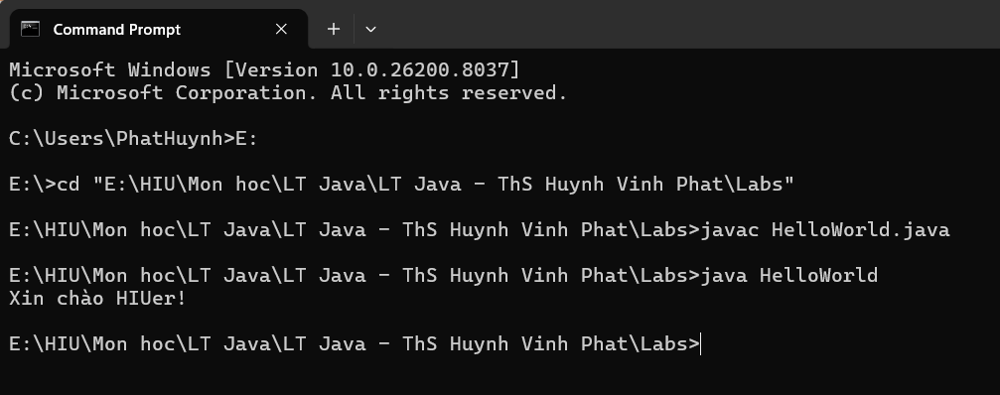 Command Prompt
Microsoft Windows [Version 10.0.26200.8037]
(c) Microsoft Corporation. All rights reserved.
C:\Users\PhatHuynh>E:
E:\>cd "E:\HIU\Mon hoc\LT Java\LT Java - ThS Huynh Vinh Phat\Labs"
E:\HIU\Mon hoc\LT Java\LT Java - ThS Huynh Vinh Phat\Labs>javac HelloWorld.java
E:\HIU\Mon hoc\LT Java\LT Java - ThS Huynh Vinh Phat\Labs>java HelloWorld
Xin chào HIUer!
E:\HIU\Mon hoc\LT Java\LT Java - ThS Huynh Vinh Phat\Labs>